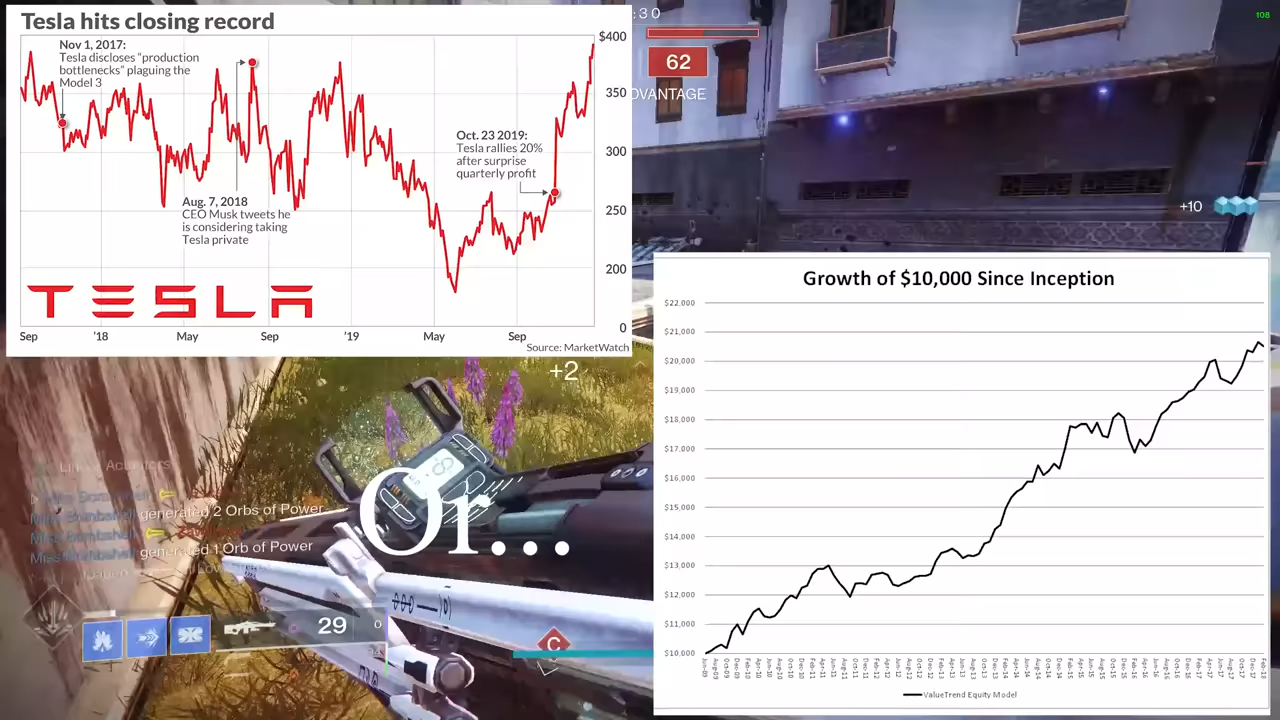 Tesla hits closing record
$400
Nov 1, 2017:
Tesla discloses “production
bottlenecks” plaguing the
Model 3
350
Oct. 23 2019:
Tesla rallies 20%
after surprise
quarterly profit
300
Aug. 7, 2018
CEO Musk tweets he
is considering taking
Tesla private
250
200
TESLA
0
Sep '18 May Sep '19 May Sep
Source: MarketWatch
:30
108
62
DVANTAGE
+10
+2
generated 2 Orbs of Power
generated 1 Orb of Power
Or...
29
0
C
Growth of $10,000 Since Inception
$22,000
$21,000
$20,000
$19,000
$18,000
$17,000
$16,000
$15,000
$14,000
$13,000
$12,000
$11,000
$10,000
ValueTrend Equity Model